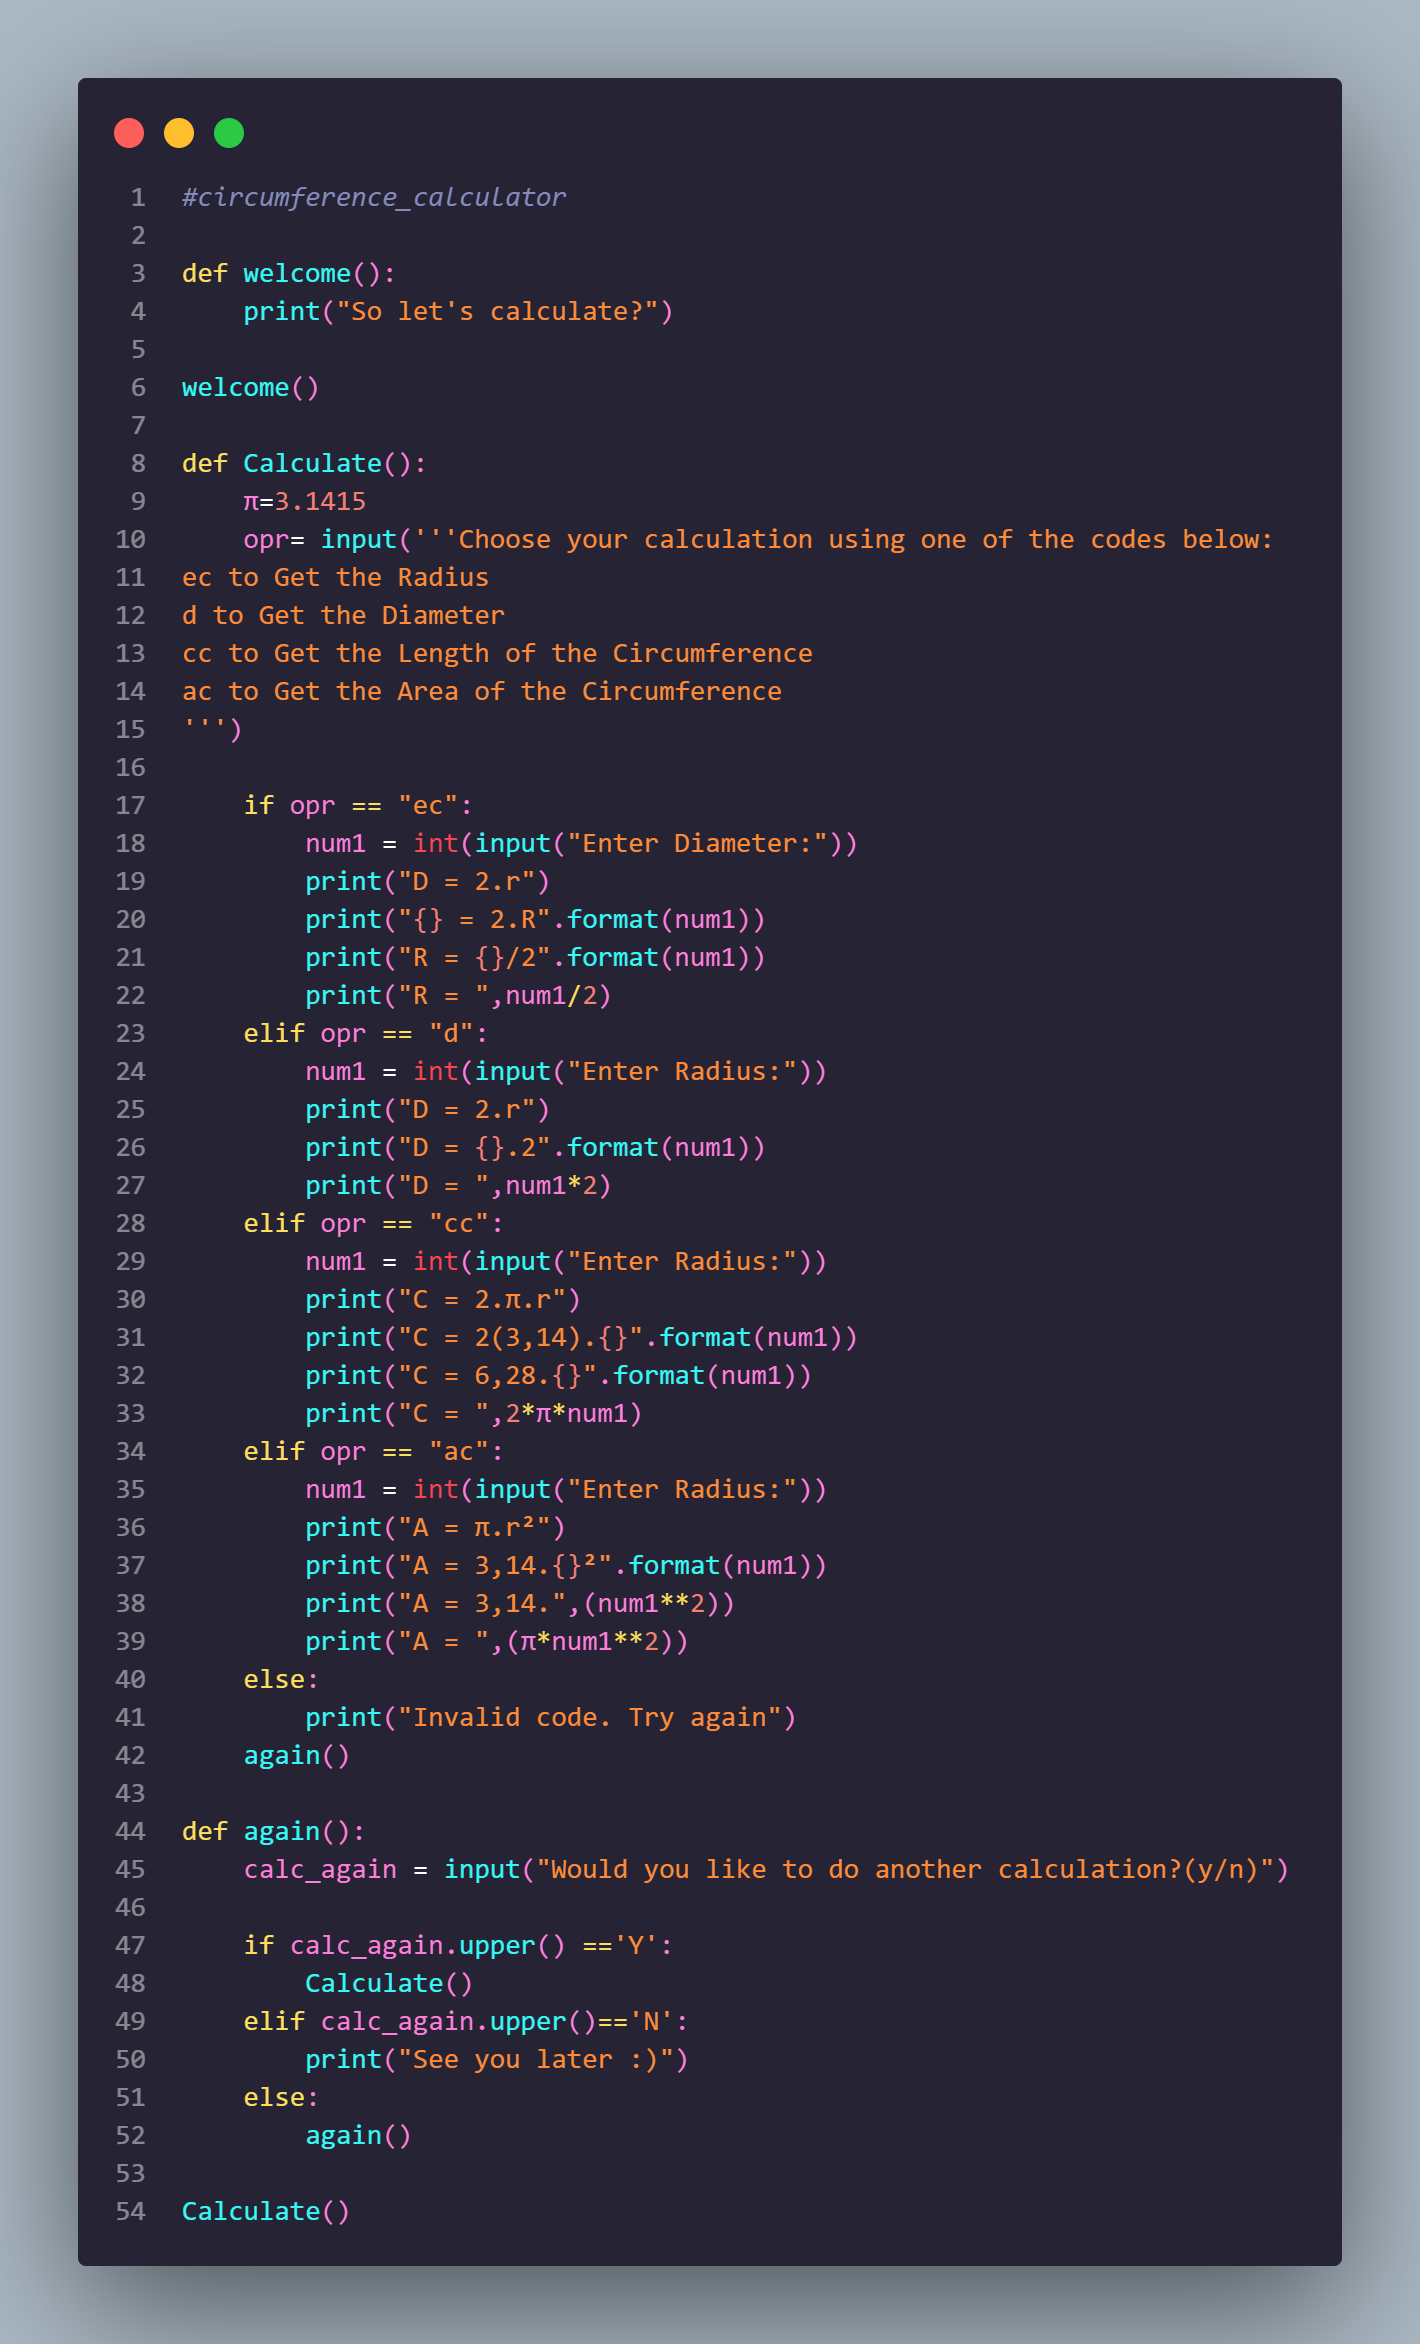 1 #circumference_calculator
2
3 def welcome():
4     print("So let's calculate?")
5
6 welcome()
7
8 def Calculate():
9     π=3.1415
10     opr= input('''Choose your calculation using one of the codes below:
11 ec to Get the Radius
12 d to Get the Diameter
13 cc to Get the Length of the Circumference
14 ac to Get the Area of the Circumference
15 ''')
16
17     if opr == "ec":
18         num1 = int(input("Enter Diameter:"))
19         print("D = 2.r")
20         print("{} = 2.R".format(num1))
21         print("R = {}/2".format(num1))
22         print("R = ",num1/2)
23     elif opr == "d":
24         num1 = int(input("Enter Radius:"))
25         print("D = 2.r")
26         print("D = {}.2".format(num1))
27         print("D = ",num1*2)
28     elif opr == "cc":
29         num1 = int(input("Enter Radius:"))
30         print("C = 2.π.r")
31         print("C = 2(3,14).{}".format(num1))
32         print("C = 6,28.{}".format(num1))
33         print("C = ",2*π*num1)
34     elif opr == "ac":
35         num1 = int(input("Enter Radius:"))
36         print("A = π.r²")
37         print("A = 3,14.{}²".format(num1))
38         print("A = 3,14.",(num1**2))
39         print("A = ",(π*num1**2))
40     else:
41         print("Invalid code. Try again")
42     again()
43
44 def again():
45     calc_again = input("Would you like to do another calculation?(y/n)")
46
47     if calc_again.upper() =='Y':
48         Calculate()
49     elif calc_again.upper()=='N':
50         print("See you later :)")
51     else:
52         again()
53
54 Calculate()